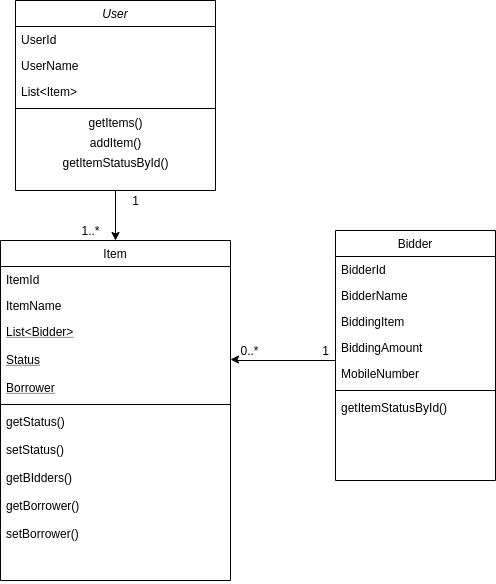 User
UserId
UserName
List<Item>
getItems()
addItem()
getItemStatusById()
1
1..*
Item
ItemId
ItemName
List<Bidder>
Status
Borrower
getStatus()
setStatus()
getBIdders()
getBorrower()
setBorrower()
0..*
1
Bidder
BidderId
BidderName
BiddingItem
BiddingAmount
MobileNumber
getItemStatusById()